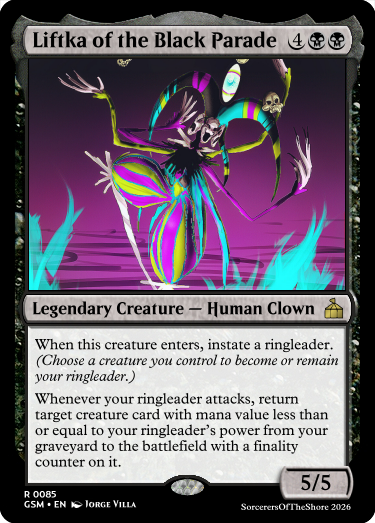 Liftka of the Black Parade 4
Legendary Creature — Human Clown
When this creature enters, instate a ringleader.
(Choose a creature you control to become or remain
your ringleader.)
Whenever your ringleader attacks, return
target creature card with mana value less than
or equal to your ringleader's power from your
graveyard to the battlefield with a finality
counter on it.
5/5
R 0085
GSM • EN Jorge Villa
SorcerersOfTheShore 2026